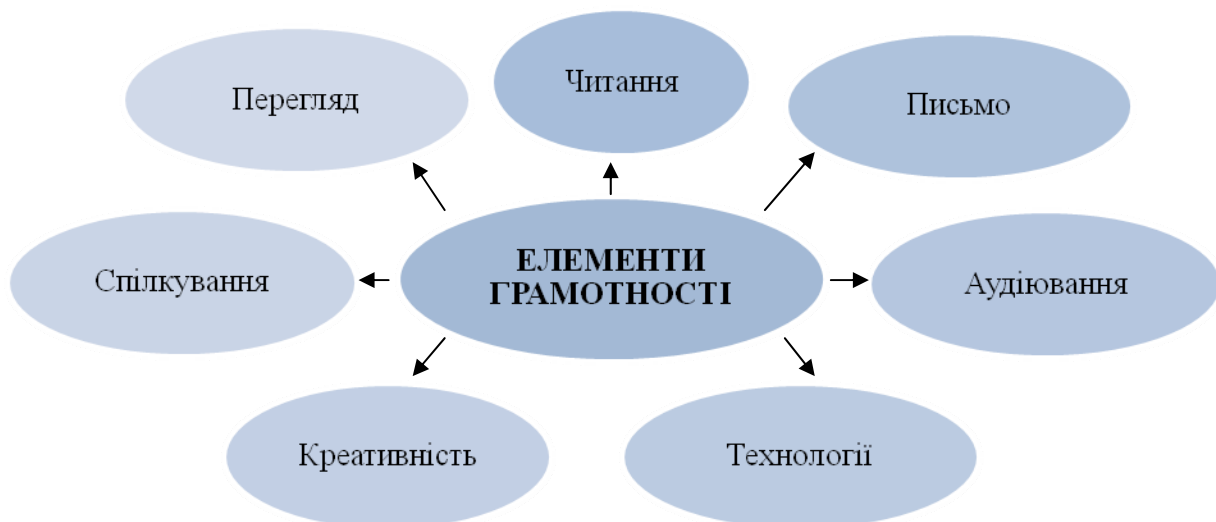 Перегляд
Читання
Письмо
Спілкування
ЕЛЕМЕНТИ
ГРАМОТНОСТІ
Аудіювання
Креативність
Технології